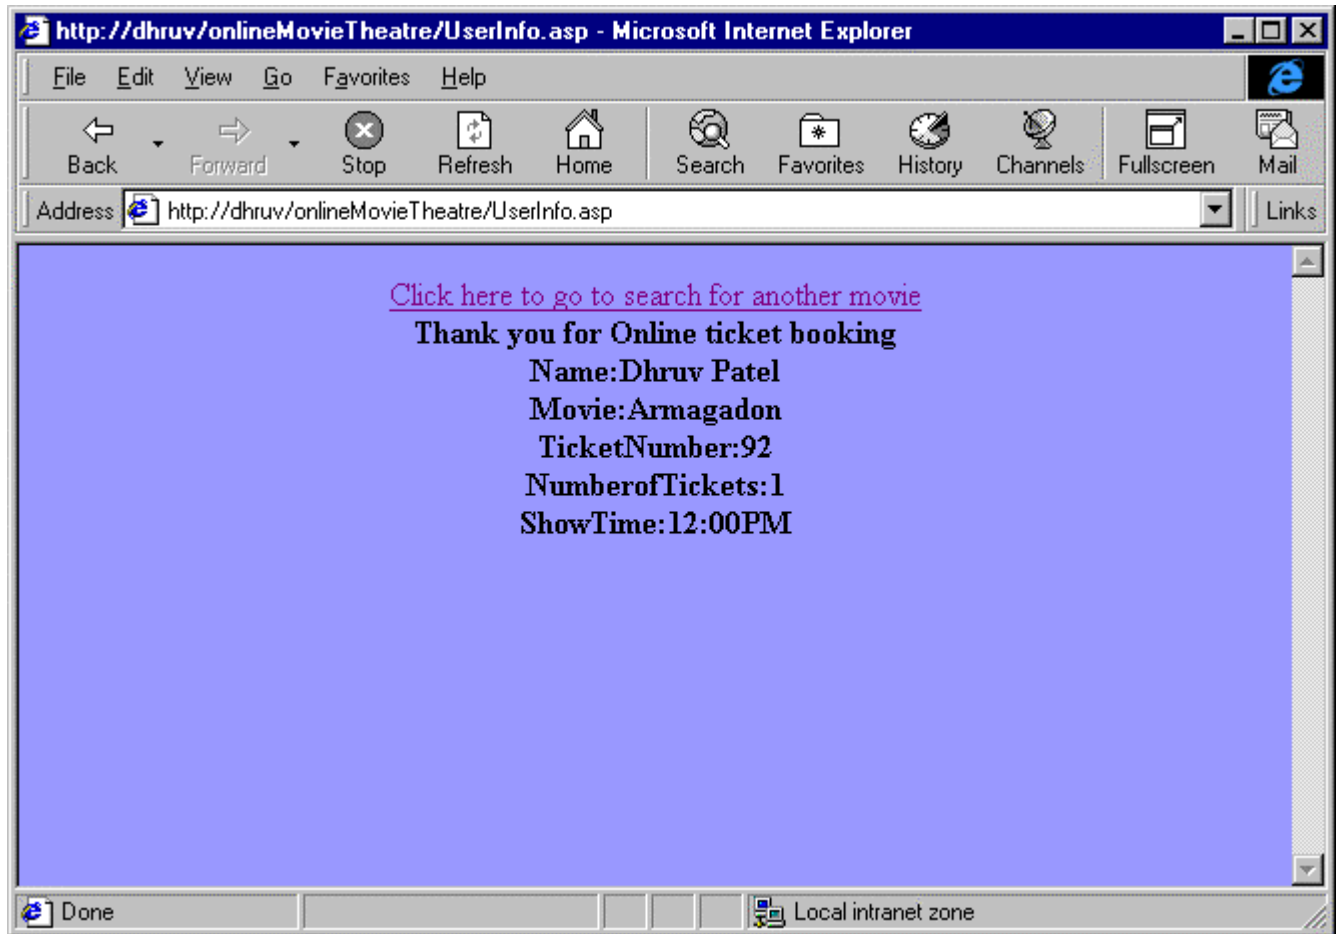 http://dhruv/onlineMovieTheatre/UserInfo.asp - Microsoft Internet Explorer
File Edit View Go Favorites Help
Back Forward Stop Refresh Home Search Favorites History Channels Fullscreen Mail
Address http://dhruv/onlineMovieTheatre/UserInfo.asp Links
Click here to go to search for another movie
Thank you for Online ticket booking
Name:Dhruv Patel
Movie:Armagadon
TicketNumber:92
NumberofTickets:1
ShowTime:12:00PM
Done Local intranet zone